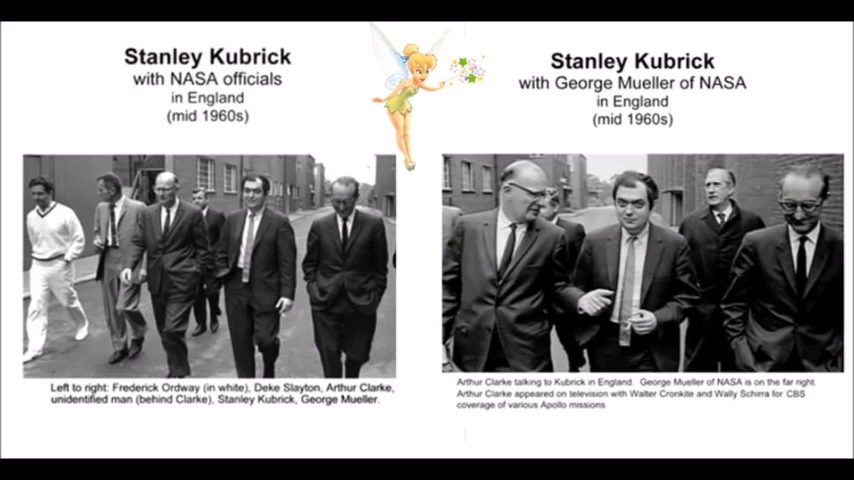 Stanley Kubrick
with NASA officials
in England
(mid 1960s)
Left to right: Frederick Ordway (in white), Deke Slayton, Arthur Clarke,
unidentified man (behind Clarke), Stanley Kubrick, George Mueller.
Stanley Kubrick
with George Mueller of NASA
in England
(mid 1960s)
Arthur Clarke talking to Kubrick in England. George Mueller of NASA is on the far right.
Arthur Clarke appeared on television with Walter Cronkite and Wally Schirra for CBS
coverage of various Apollo missions.